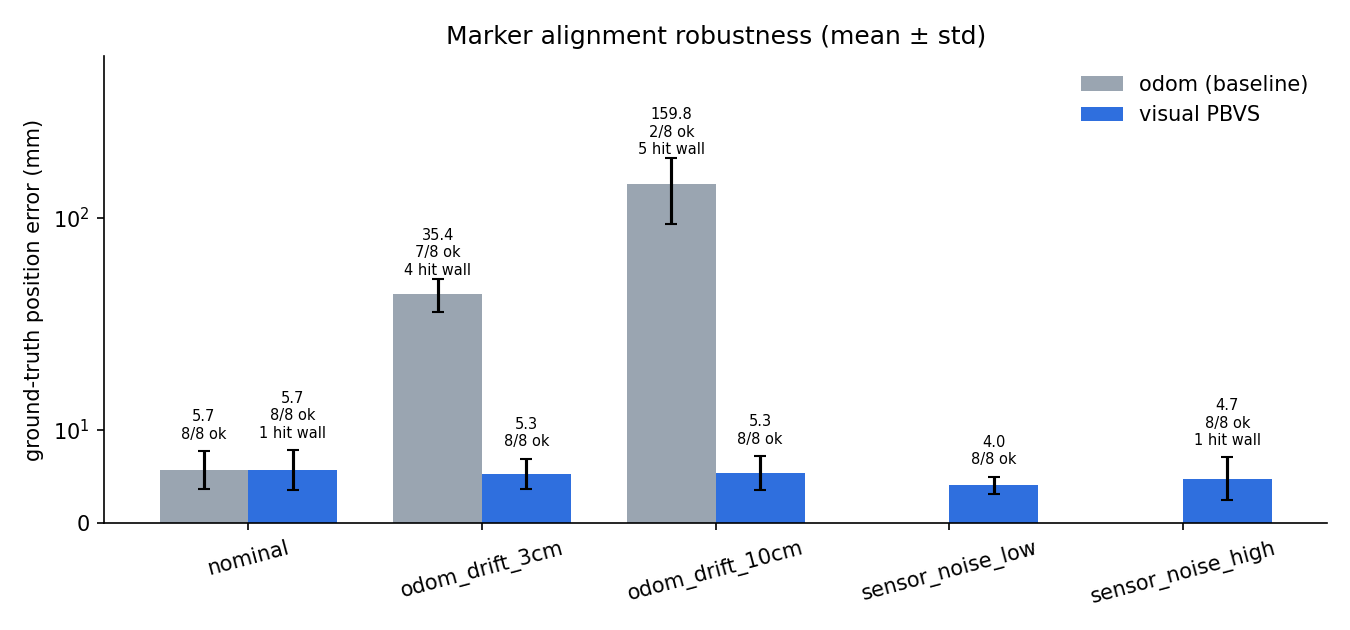 Marker alignment robustness (mean ± std)
odom (baseline)
visual PBVS
ground-truth position error (mm)
10²
10¹
0
5.7
8/8 ok
5.7
8/8 ok
1 hit wall
35.4
7/8 ok
4 hit wall
5.3
8/8 ok
159.8
2/8 ok
5 hit wall
5.3
8/8 ok
4.0
8/8 ok
4.7
8/8 ok
1 hit wall
nominal
odom_drift_3cm
odom_drift_10cm
sensor_noise_low
sensor_noise_high